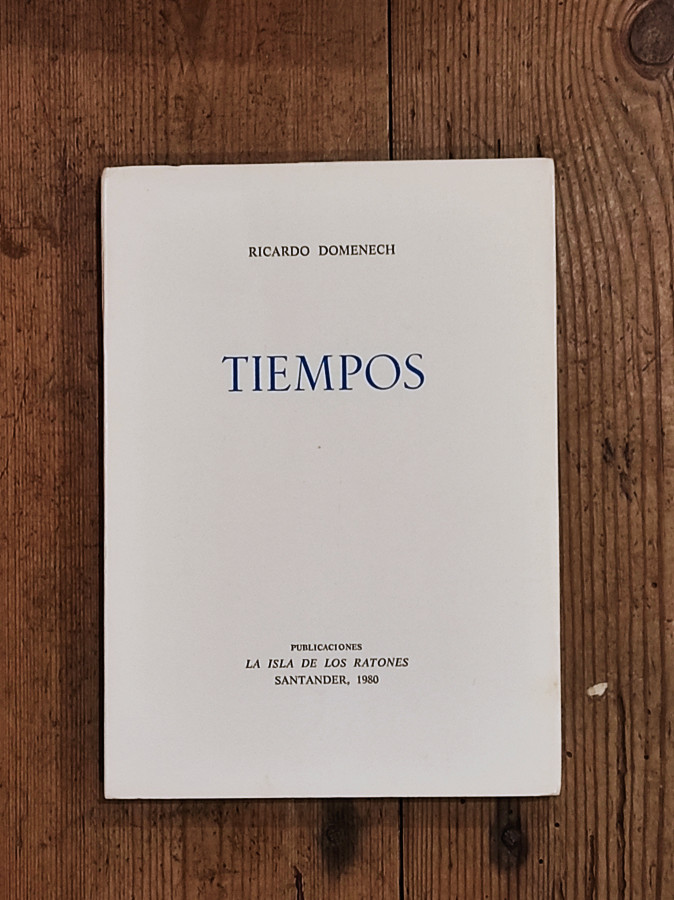 RICARDO DOMENECH
TIEMPOS
PUBLICACIONES
LA ISLA DE LOS RATONES
SANTANDER, 1980